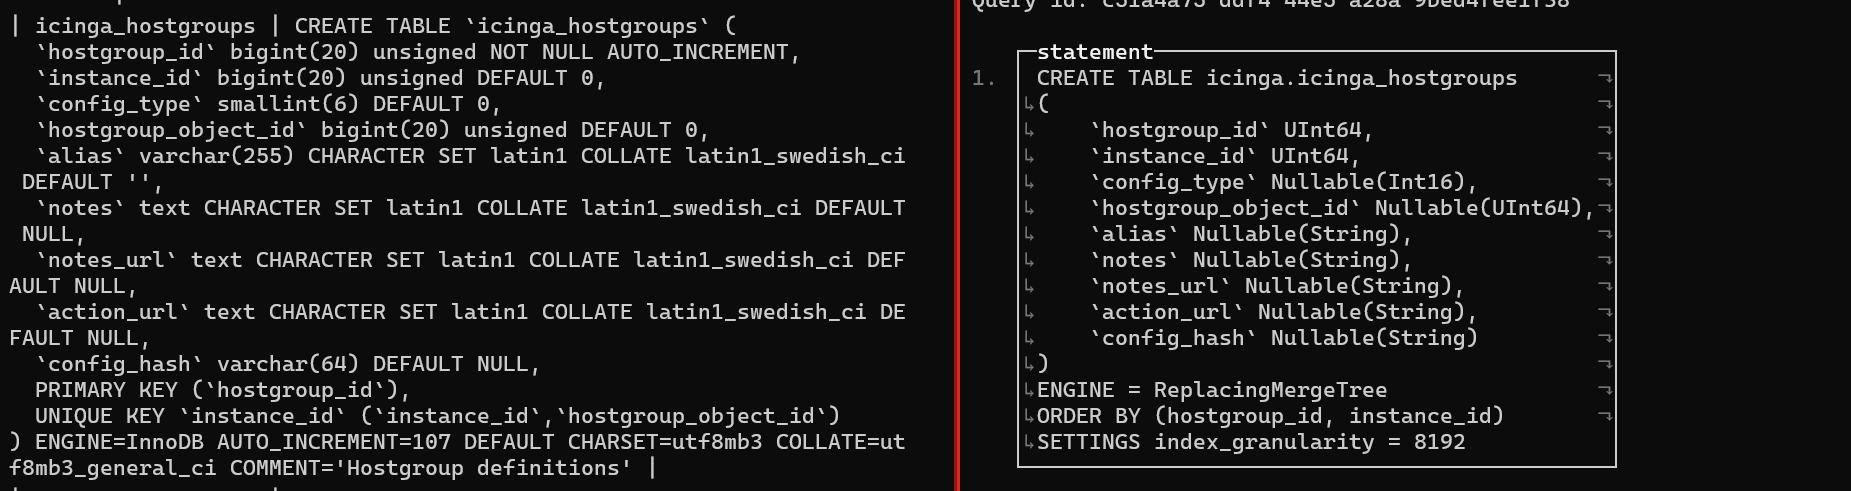 | icinga_hostgroups | CREATE TABLE `icinga_hostgroups` (
  `hostgroup_id` bigint(20) unsigned NOT NULL AUTO_INCREMENT,
  `instance_id` bigint(20) unsigned DEFAULT 0,
  `config_type` smallint(6) DEFAULT 0,
  `hostgroup_object_id` bigint(20) unsigned DEFAULT 0,
  `alias` varchar(255) CHARACTER SET latin1 COLLATE latin1_swedish_ci
 DEFAULT '',
  `notes` text CHARACTER SET latin1 COLLATE latin1_swedish_ci DEFAULT
 NULL,
  `notes_url` text CHARACTER SET latin1 COLLATE latin1_swedish_ci DEF
AULT NULL,
  `action_url` text CHARACTER SET latin1 COLLATE latin1_swedish_ci DE
FAULT NULL,
  `config_hash` varchar(64) DEFAULT NULL,
  PRIMARY KEY (`hostgroup_id`),
  UNIQUE KEY `instance_id` (`instance_id`,`hostgroup_object_id`)
) ENGINE=InnoDB AUTO_INCREMENT=107 DEFAULT CHARSET=utf8mb3 COLLATE=ut
f8mb3_general_ci COMMENT='Hostgroup definitions' |
Query id:
statement
1. CREATE TABLE icinga.icinga_hostgroups ↴
↳( ↴
↳    `hostgroup_id` UInt64, ↴
↳    `instance_id` UInt64, ↴
↳    `config_type` Nullable(Int16), ↴
↳    `hostgroup_object_id` Nullable(UInt64),↴
↳    `alias` Nullable(String), ↴
↳    `notes` Nullable(String), ↴
↳    `notes_url` Nullable(String), ↴
↳    `action_url` Nullable(String), ↴
↳    `config_hash` Nullable(String) ↴
↳) ↴
↳ENGINE = ReplacingMergeTree ↴
↳ORDER BY (hostgroup_id, instance_id) ↴
↳SETTINGS index_granularity = 8192